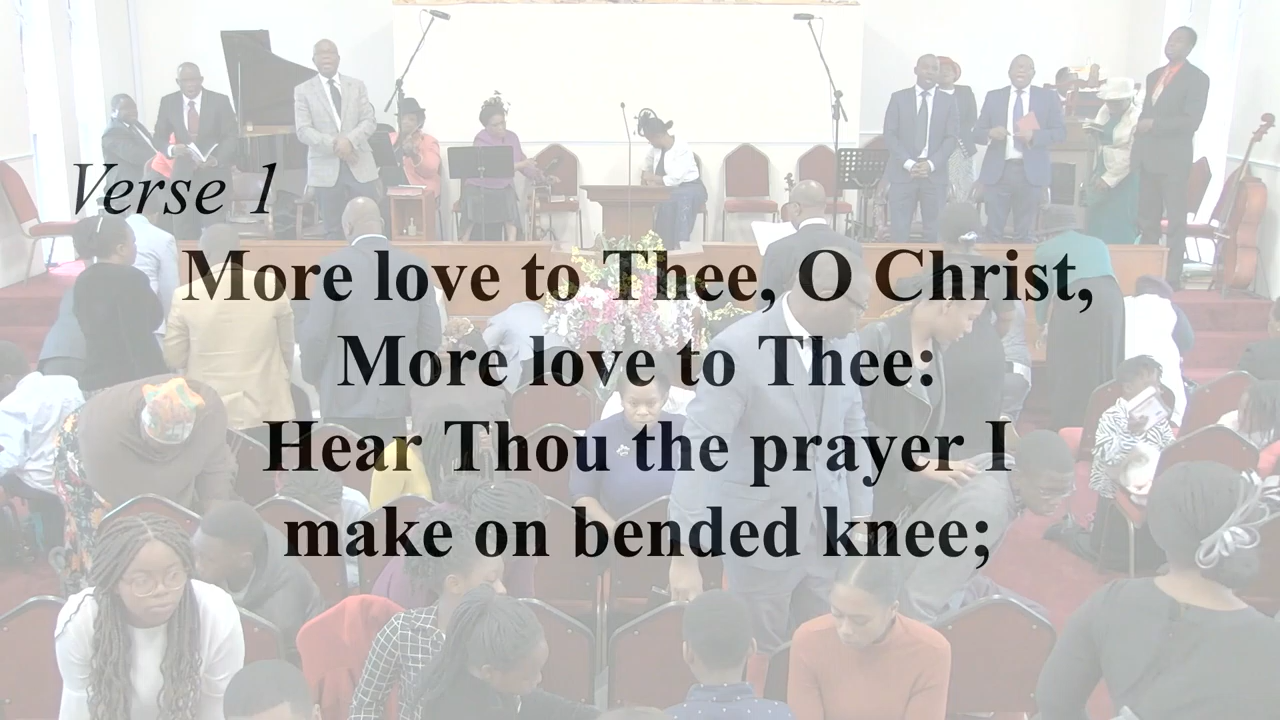 Verse 1
More love to Thee, O Christ,
More love to Thee:
Hear Thou the prayer I
make on bended knee;